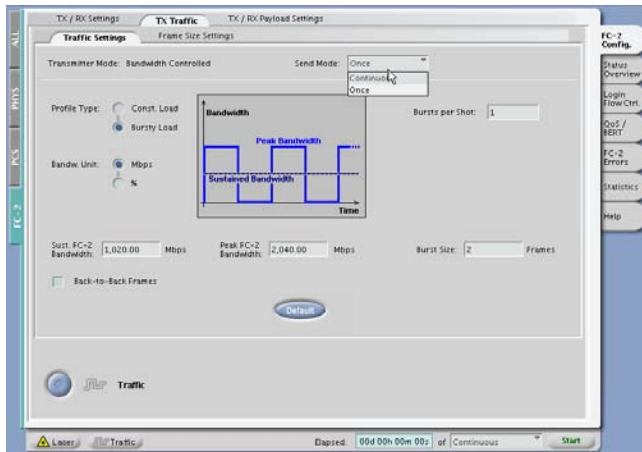 TX / RX Settings
TX Traffic
TX / RX Payload Settings
Traffic Settings
Frame Size Settings
Transmitter Mode: Bandwidth Controlled
Send Mode: Once
Continuous
Once
Profile Type:
Const. Load
Bursty Load
Bursts per Shot: 1
Bandwidth
Peak Bandwidth
Sustained Bandwidth
Time
Bandw. Unit:
Mbps
%
Sust. FC-2 Bandwidth: 1,020.00 Mbps
Peak FC-2 Bandwidth: 2,040.00 Mbps
Burst Size: 2 Frames
Back-to-Back Frames
Default
Traffic
ALL
PHYS
PCS
FC-2
FC-2 Config.
Status Overview
Login Flow Ctrl.
QoS / BERT
FC-2 Errors
Statistics
Help
Laser
Traffic
Elapsed: 00d 00h 00m 00s of Continuous
Start